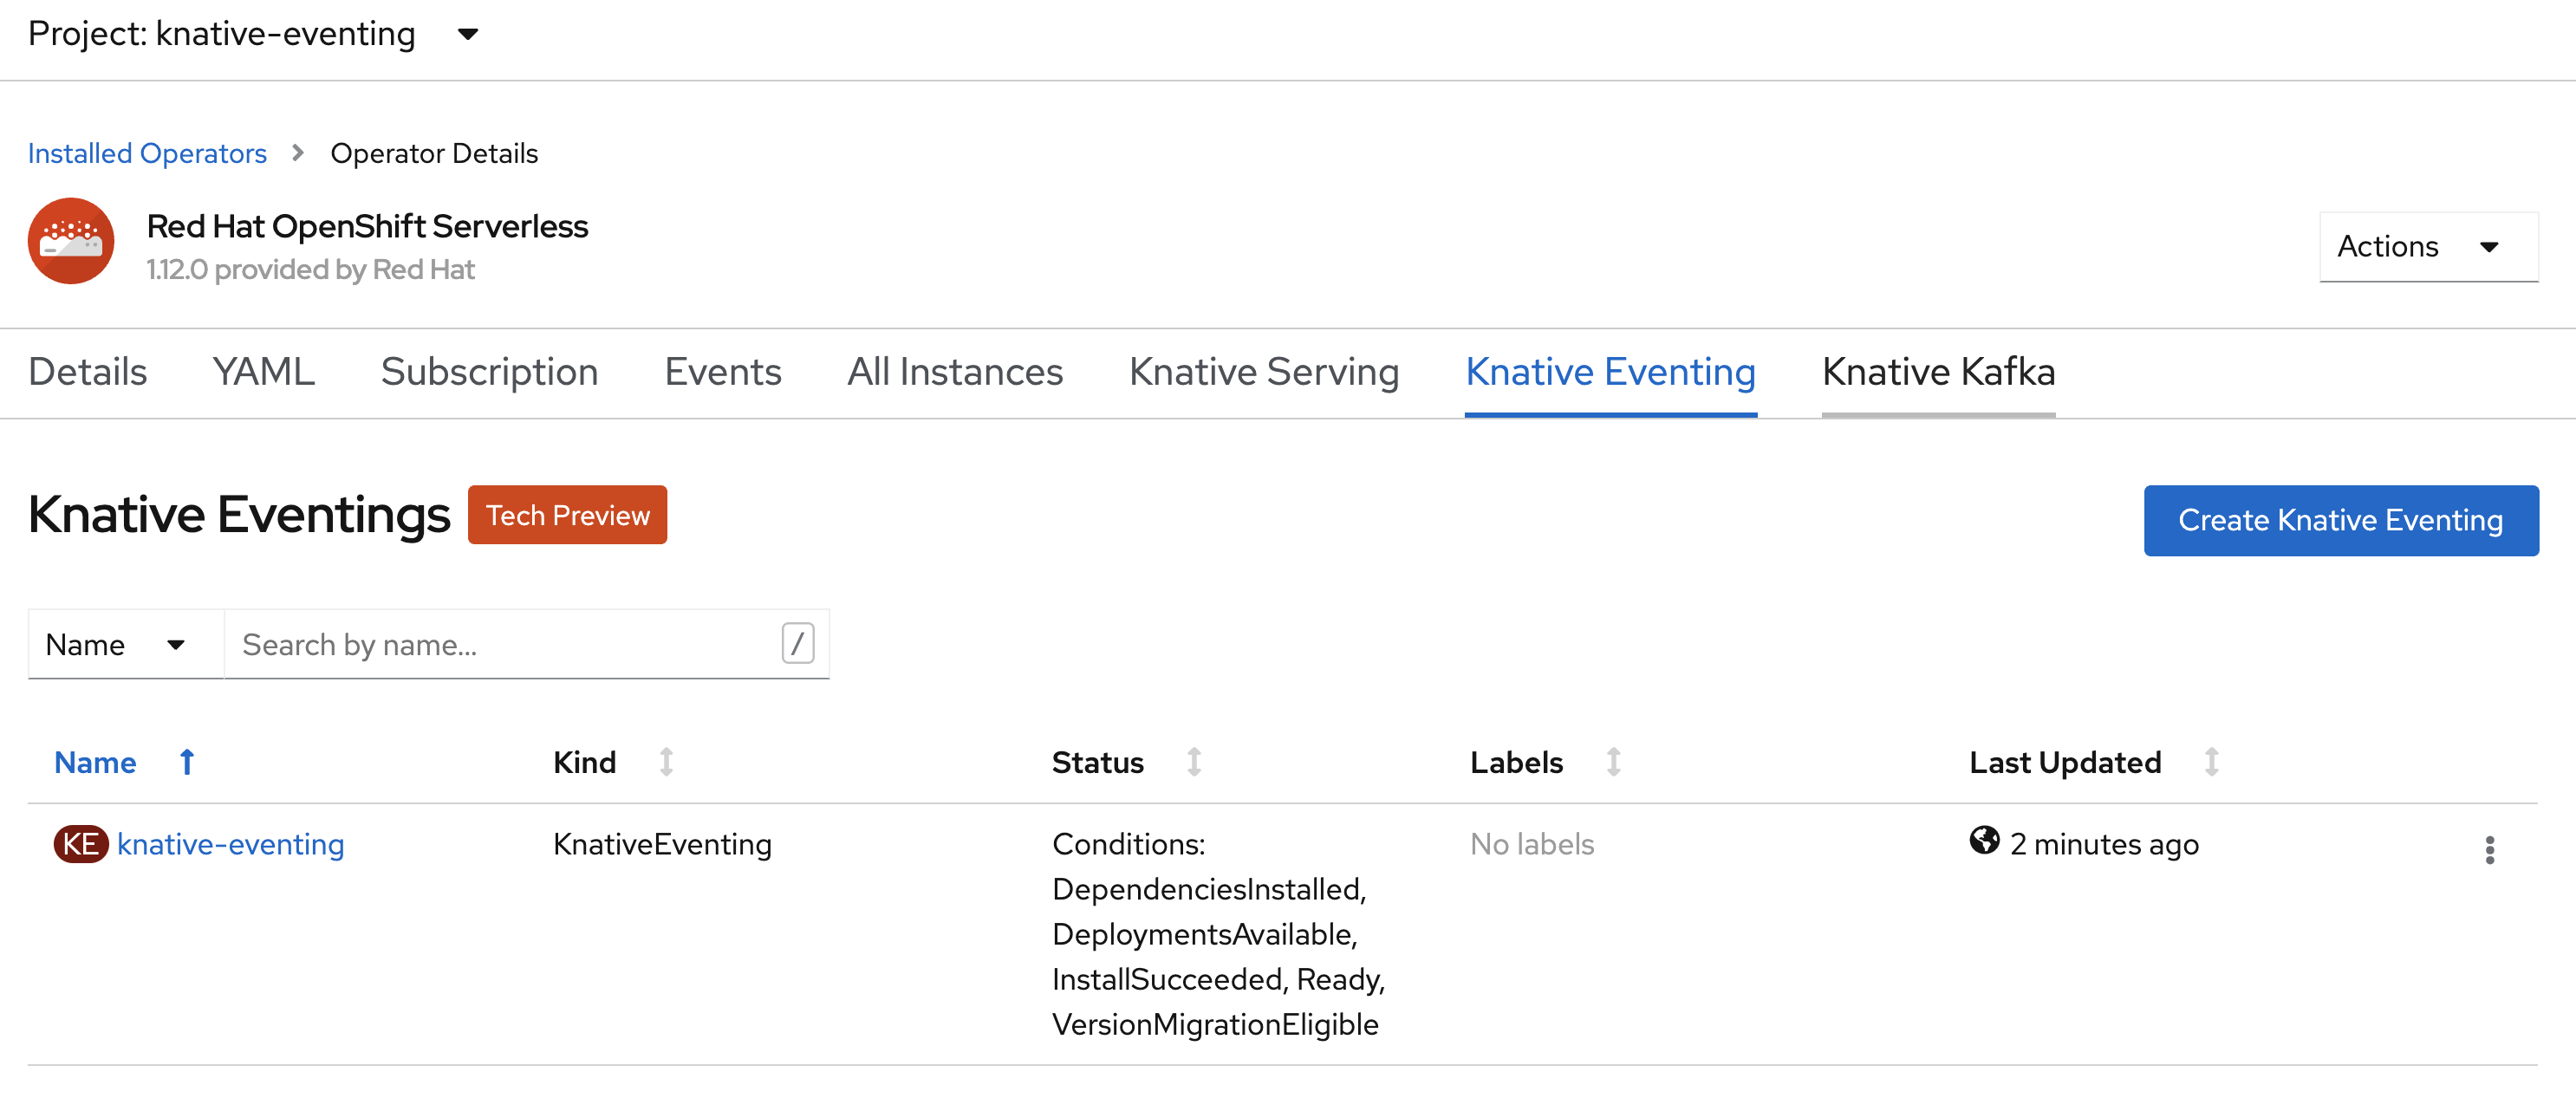 Project: knative-eventing
Installed Operators > Operator Details
Red Hat OpenShift Serverless
1.12.0 provided by Red Hat
Actions
Details YAML Subscription Events All Instances Knative Serving Knative Eventing Knative Kafka
Knative Eventings Tech Preview
Create Knative Eventing
Name Search by name... /
Name Kind Status Labels Last Updated
KE knative-eventing KnativeEventing Conditions: No labels 2 minutes ago
DependenciesInstalled,
DeploymentsAvailable,
InstallSucceeded, Ready,
VersionMigrationEligible